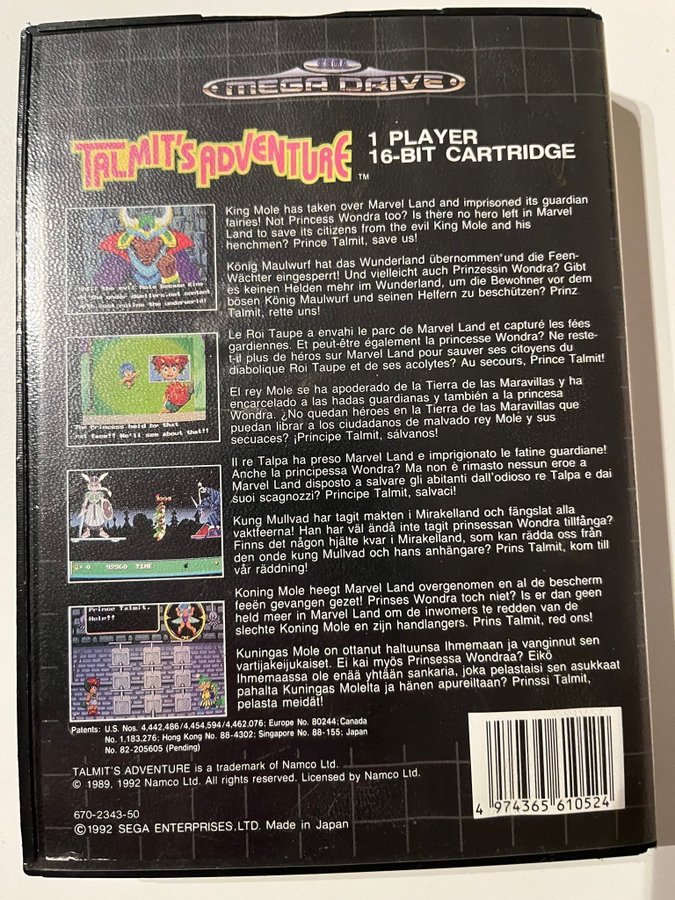 SEGA
MEGA DRIVE
TALMIT'S ADVENTURE ™
1 PLAYER
16-BIT CARTRIDGE
King Mole has taken over Marvel Land and imprisoned its guardian
fairies! Not Princess Wondra too? Is there no hero left in Marvel
Land to save its citizens from the evil King Mole and his
henchmen? Prince Talmit, save us!
König Maulwurf hat das Wunderland übernommen und die Feen-
Wächter eingesperrt! Und vielleicht auch Prinzessin Wondra? Gibt
es keinen Helden mehr im Wunderland, um die Bewohner vor dem
bösen König Maulwurf und seinen Helfern zu beschützen? Prinz
Talmit, rette uns!
Le Roi Taupe a envahi le parc de Marvel Land et capturé les fées
gardiennes. Et peut-être également la princesse Wondra? Ne reste-
t-il plus de héros sur Marvel Land pour sauver ses citoyens du
diabolique Roi Taupe et de ses acolytes? Au secours, Prince Talmit!
El rey Mole se ha apoderado de la Tierra de las Maravillas y ha
encarcelado a las hadas guardianas y también a la princesa
Wondra. ¿No quedan héroes en la Tierra de las Maravillas que
puedan librar a los ciudadanos de malvado rey Mole y sus
secuaces? ¡Príncipe Talmit, sálvanos!
Il re Talpa ha preso Marvel Land e imprigionato le fatine guardiane!
Anche la principessa Wondra? Ma non è rimasto nessun eroe a
Marvel Land disposto a salvare gli abitanti dall'odioso re Talpa e dai
suoi scagnozzi? Principe Talmit, salvaci!
Kung Mullvad har tagit makten i Mirakelland och fängslat alla
vaktfeerna! Han har väl ändå inte tagit prinsessan Wondra tillfånga?
Finns det någon hjälte kvar i Mirakelland, som kan rädda oss från
den onde kung Mullvad och hans anhängare? Prins Talmit, kom till
vår räddning!
Koning Mole heegt Marvel Land overgenomen en al de bescherm
feeën gevangen gezet! Prinses Wondra toch niet? Is er dan geen
held meer in Marvel Land om de inwomers te redden van de
slechte Koning Mole en zijn handlangers. Prins Talmit, red ons!
Kuningas Mole on ottanut haltuunsa Ihmemaan ja vanginnut sen
vartijakeijukaiset. Ei kai myös Prinsessa Wondraa? Eikö
Ihmemaassa ole enää yhtään sankaria, joka pelastaisi sen asukkaat
pahalta Kuningas Molelta ja hänen apureiltaan? Prinssi Talmit,
pelasta meidät!
the evil Mole
The Princess held by that
We'll see about that!!
92960 TIME
Prince Talmit,
Help!!
Patents: U.S. Nos. 4,442,486/4,454,594/4,462,076; Europe No. 80244; Canada
No. 1,183,276; Hong Kong No. 88-4302; Singapore No. 88-155; Japan
No. 82-205605 (Pending)
TALMIT'S ADVENTURE is a trademark of Namco Ltd.
© 1989, 1992 Namco Ltd. All rights reserved. Licensed by Namco Ltd.
670-2343-50
©1992 SEGA ENTERPRISES.LTD. Made in Japan
4 974365 610524